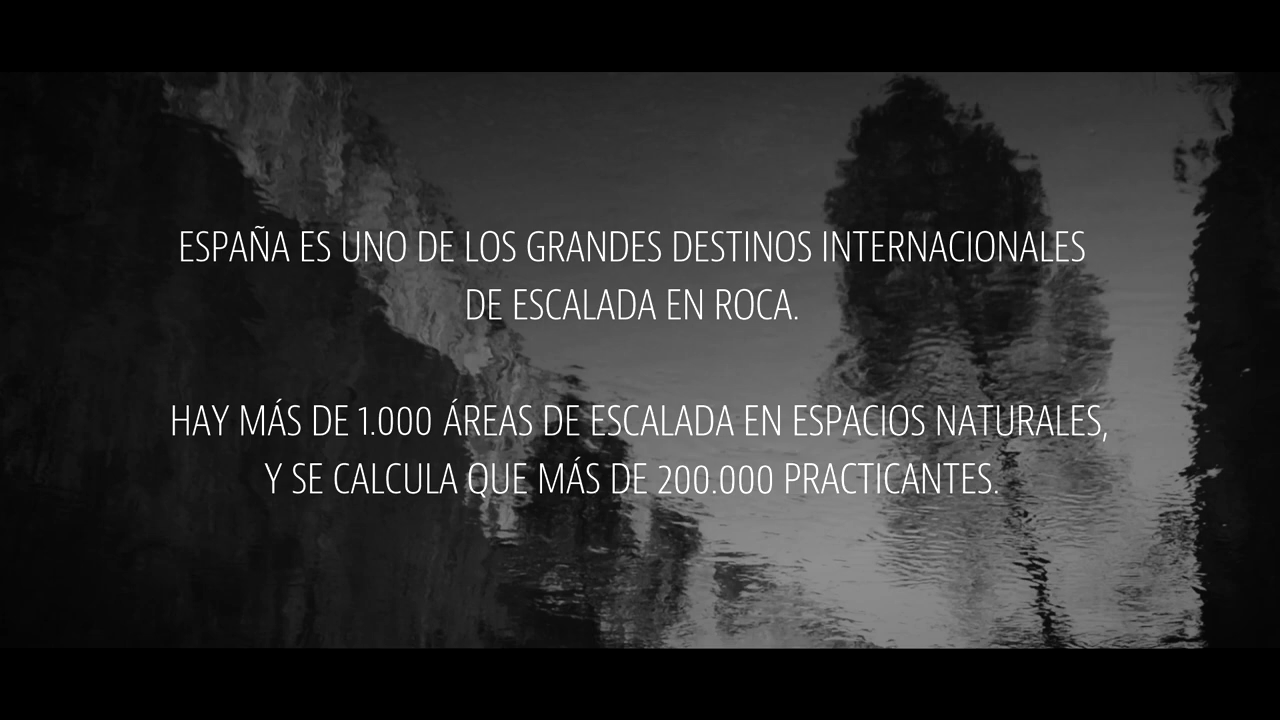 ESPAÑA ES UNO DE LOS GRANDES DESTINOS INTERNACIONALES
DE ESCALADA EN ROCA.
HAY MÁS DE 1.000 ÁREAS DE ESCALADA EN ESPACIOS NATURALES,
Y SE CALCULA QUE MÁS DE 200.000 PRACTICANTES.